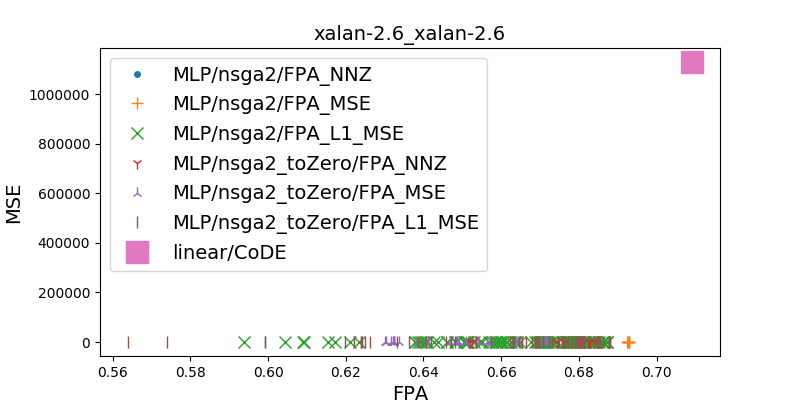 xalan-2.6_xalan-2.6
MSE
1000000
800000
600000
400000
200000
0
MLP/nsga2/FPA_NNZ
MLP/nsga2/FPA_MSE
MLP/nsga2/FPA_L1_MSE
MLP/nsga2_toZero/FPA_NNZ
MLP/nsga2_toZero/FPA_MSE
MLP/nsga2_toZero/FPA_L1_MSE
linear/CoDE
0.56 0.58 0.60 0.62 0.64 0.66 0.68 0.70
FPA